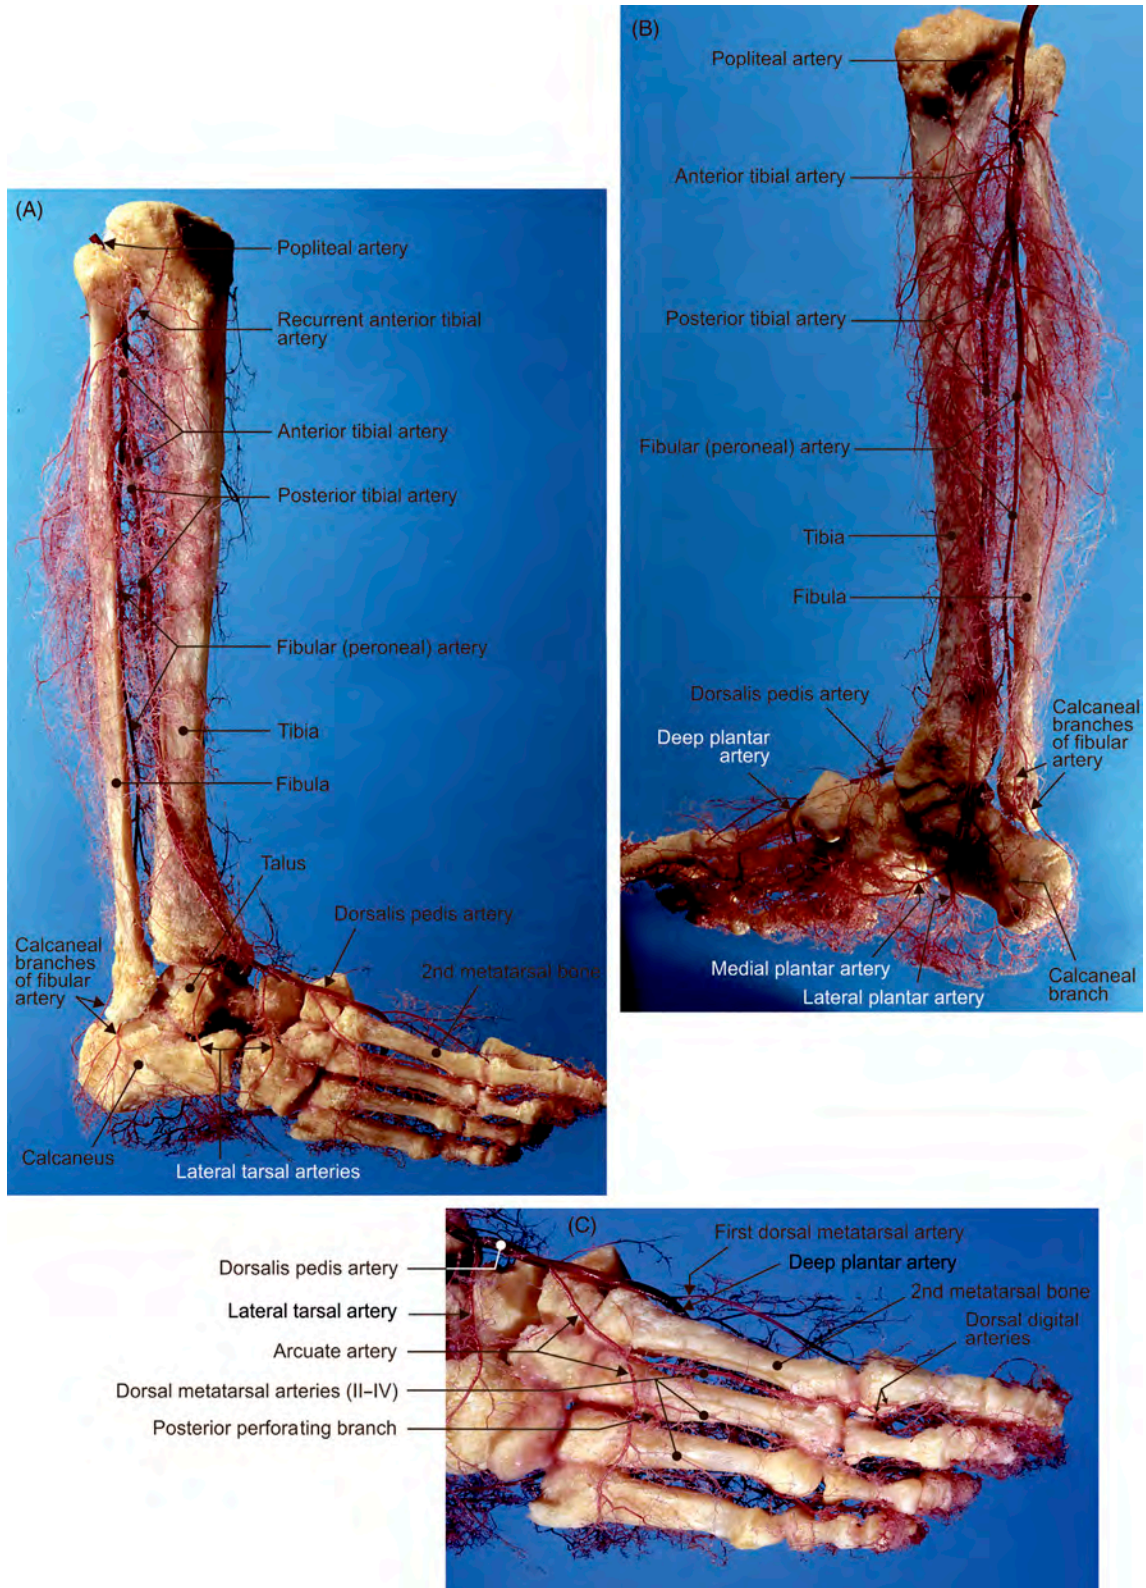 (A)
Popliteal artery
Recurrent anterior tibial
artery
Anterior tibial artery
Posterior tibial artery
Fibular (peroneal) artery
Tibia
Fibula
Talus
Dorsalis pedis artery
Calcaneal
branches
of fibular
artery
2nd metatarsal bone
Calcaneus
Lateral tarsal arteries
(B)
Popliteal artery
Anterior tibial artery
Posterior tibial artery
Fibular (peroneal) artery
Tibia
Fibula
Dorsalis pedis artery
Deep plantar
artery
Calcaneal
branches
of fibular
artery
Medial plantar artery
Lateral plantar artery
Calcaneal
branch
(C)
First dorsal metatarsal artery
Deep plantar artery
2nd metatarsal bone
Dorsal digital
arteries
Dorsalis pedis artery
Lateral tarsal artery
Arcuate artery
Dorsal metatarsal arteries (II–IV)
Posterior perforating branch